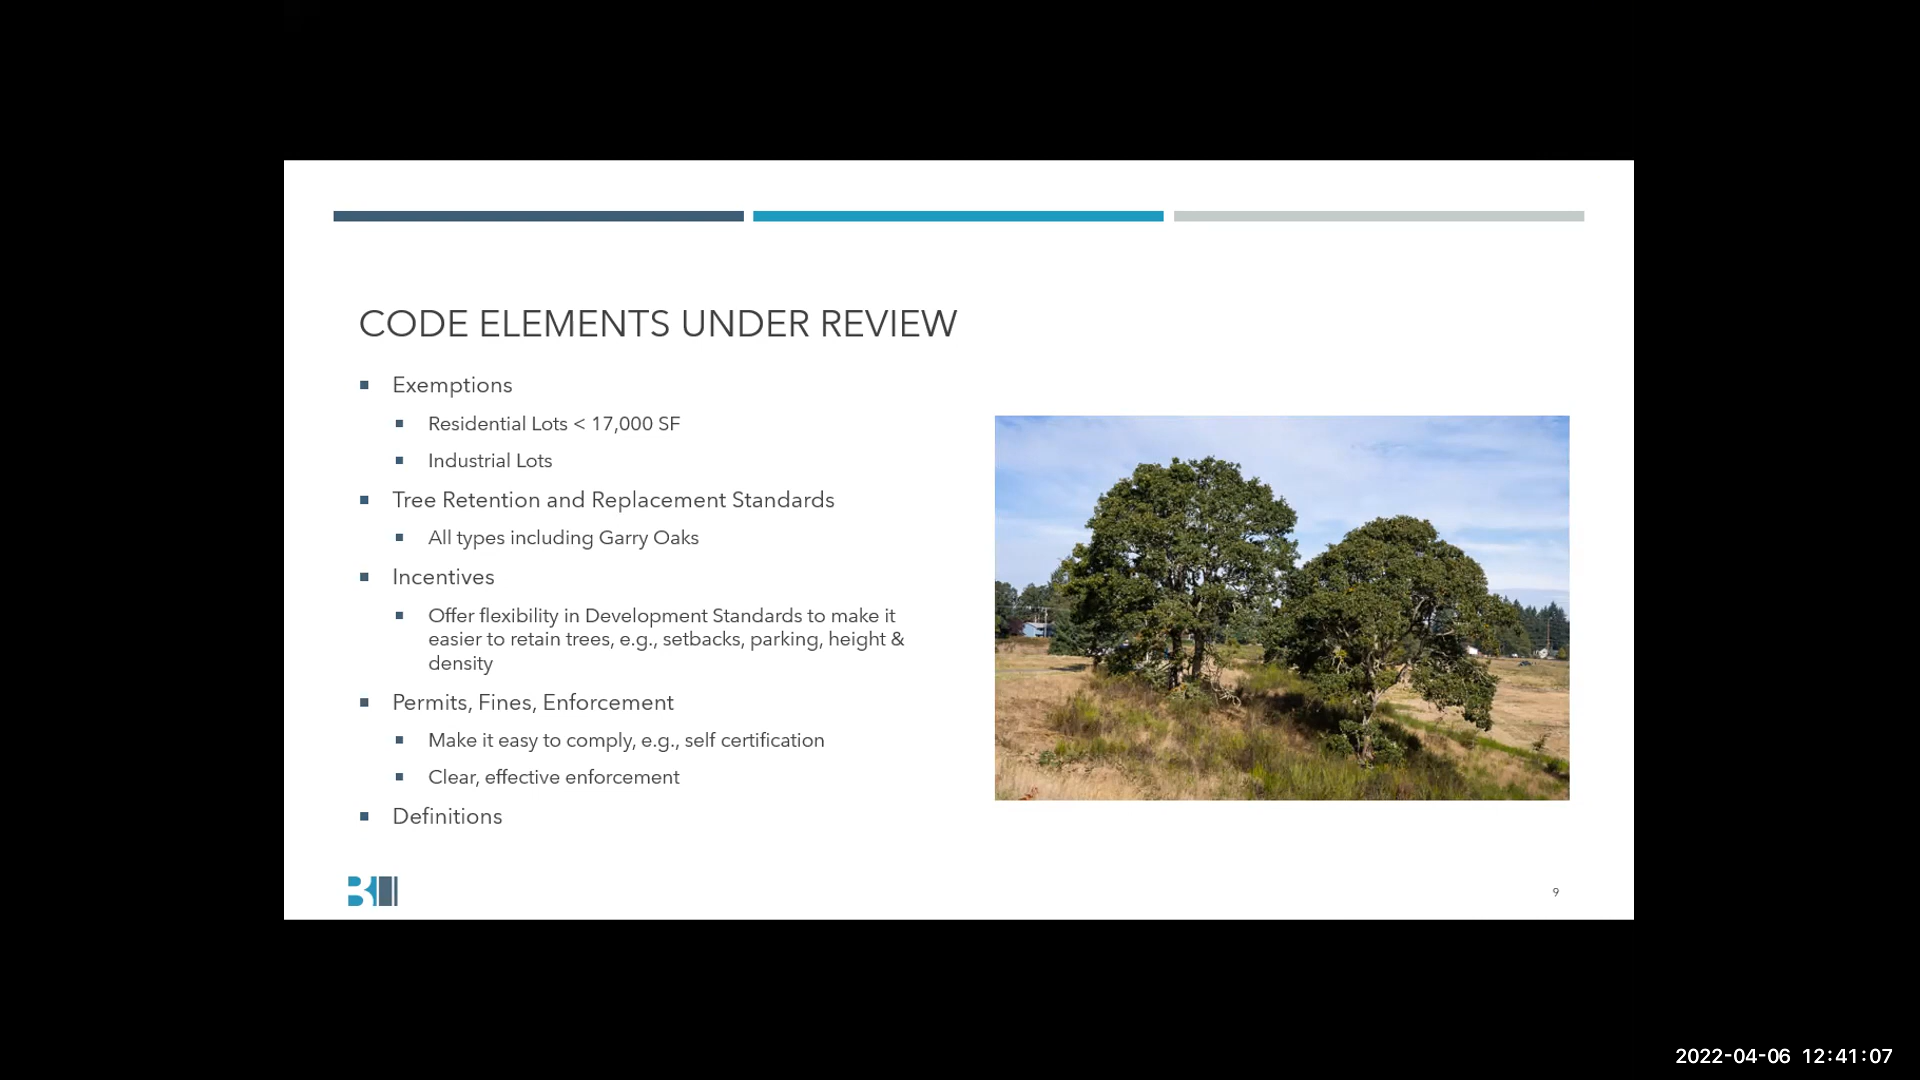 CODE ELEMENTS UNDER REVIEW
Exemptions
Residential Lots < 17,000 SF
Industrial Lots
Tree Retention and Replacement Standards
All types including Garry Oaks
Incentives
Offer flexibility in Development Standards to make it
easier to retain trees, e.g., setbacks, parking, height &
density
Permits, Fines, Enforcement
Make it easy to comply, e.g., self certification
Clear, effective enforcement
Definitions
9
2022-04-06 12:41:07